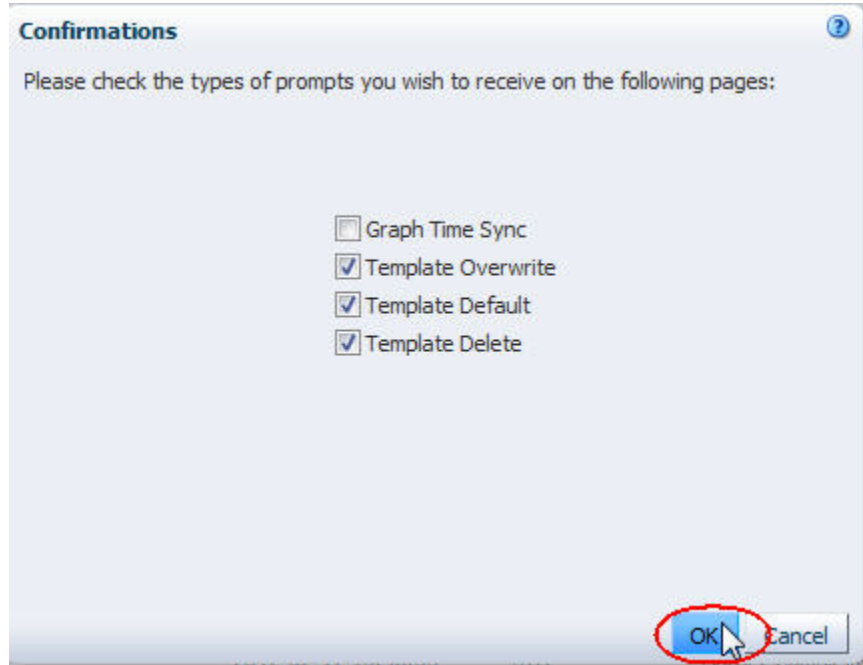 Confirmations
?
Please check the types of prompts you wish to receive on the following pages:
Graph Time Sync
Template Overwrite
Template Default
Template Delete
OK
Cancel